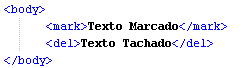 <body>
<mark>Texto Marcado</mark>
<del>Texto Tachado</del>
</body>